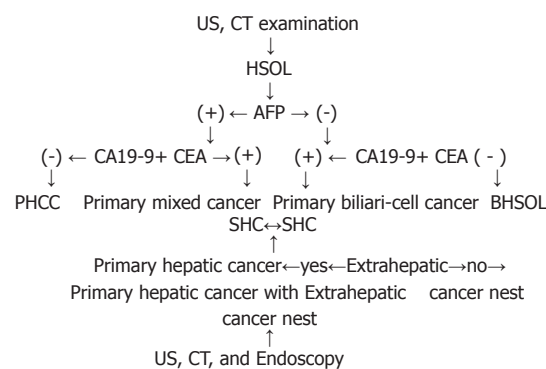 US, CT examination
↓
HSOL
↓
(+) ← AFP → (-)
↓ ↓
(-) ← CA19-9+ CEA →(+) (+) ← CA19-9+ CEA ( - )
↓ ↓ ↓ ↓
PHCC Primary mixed cancer Primary biliari-cell cancer BHSOL
SHC↔SHC
↑
Primary hepatic cancer←yes←Extrahepatic→no→
Primary hepatic cancer with Extrahepatic cancer nest
cancer nest
↑
US, CT, and Endoscopy